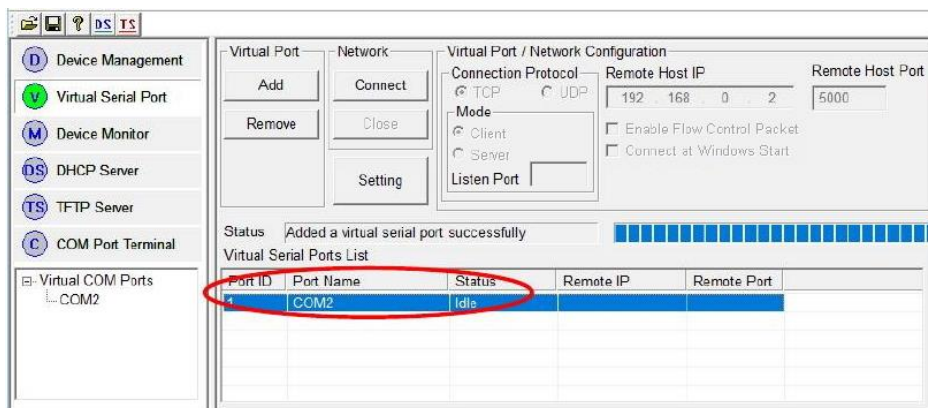 DS TS
D Device Management
V Virtual Serial Port
M Device Monitor
DS DHCP Server
TS TFTP Server
C COM Port Terminal
Virtual COM Ports
COM2
Virtual Port
Add
Remove
Network
Connect
Close
Setting
Virtual Port / Network Configuration
Connection Protocol
TCP UDP
Mode
Client
Server
Listen Port
Remote Host IP
192 . 168 . 0 . 2
Remote Host Port
5000
Enable Flow Control Packet
Connect at Windows Start
Status Added a virtual serial port successfully
Virtual Serial Ports List
Port ID Port Name Status Remote IP Remote Port
1 COM2 Idle